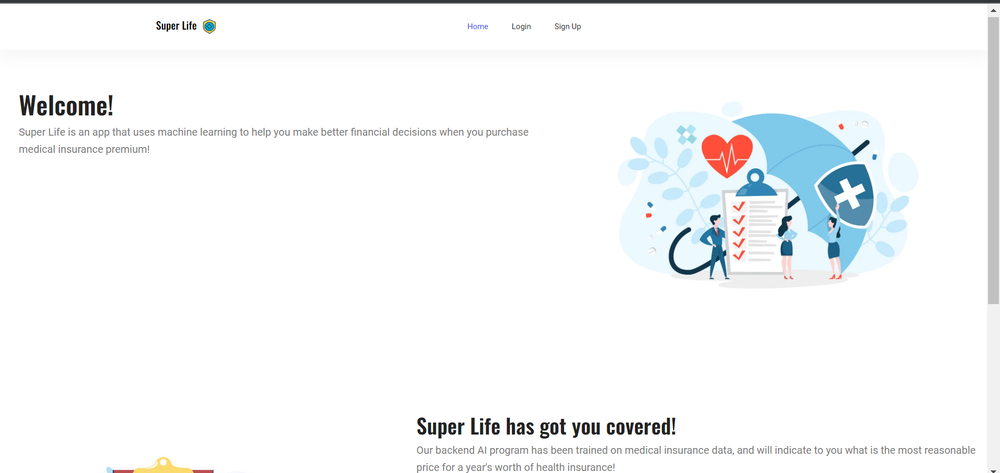 Super Life
Home
Login
Sign Up
Welcome!
Super Life is an app that uses machine learning to help you make better financial decisions when you purchase
medical insurance premium!
Super Life has got you covered!
Our backend AI program has been trained on medical insurance data, and will indicate to you what is the most reasonable
price for a year's worth of health insurance!